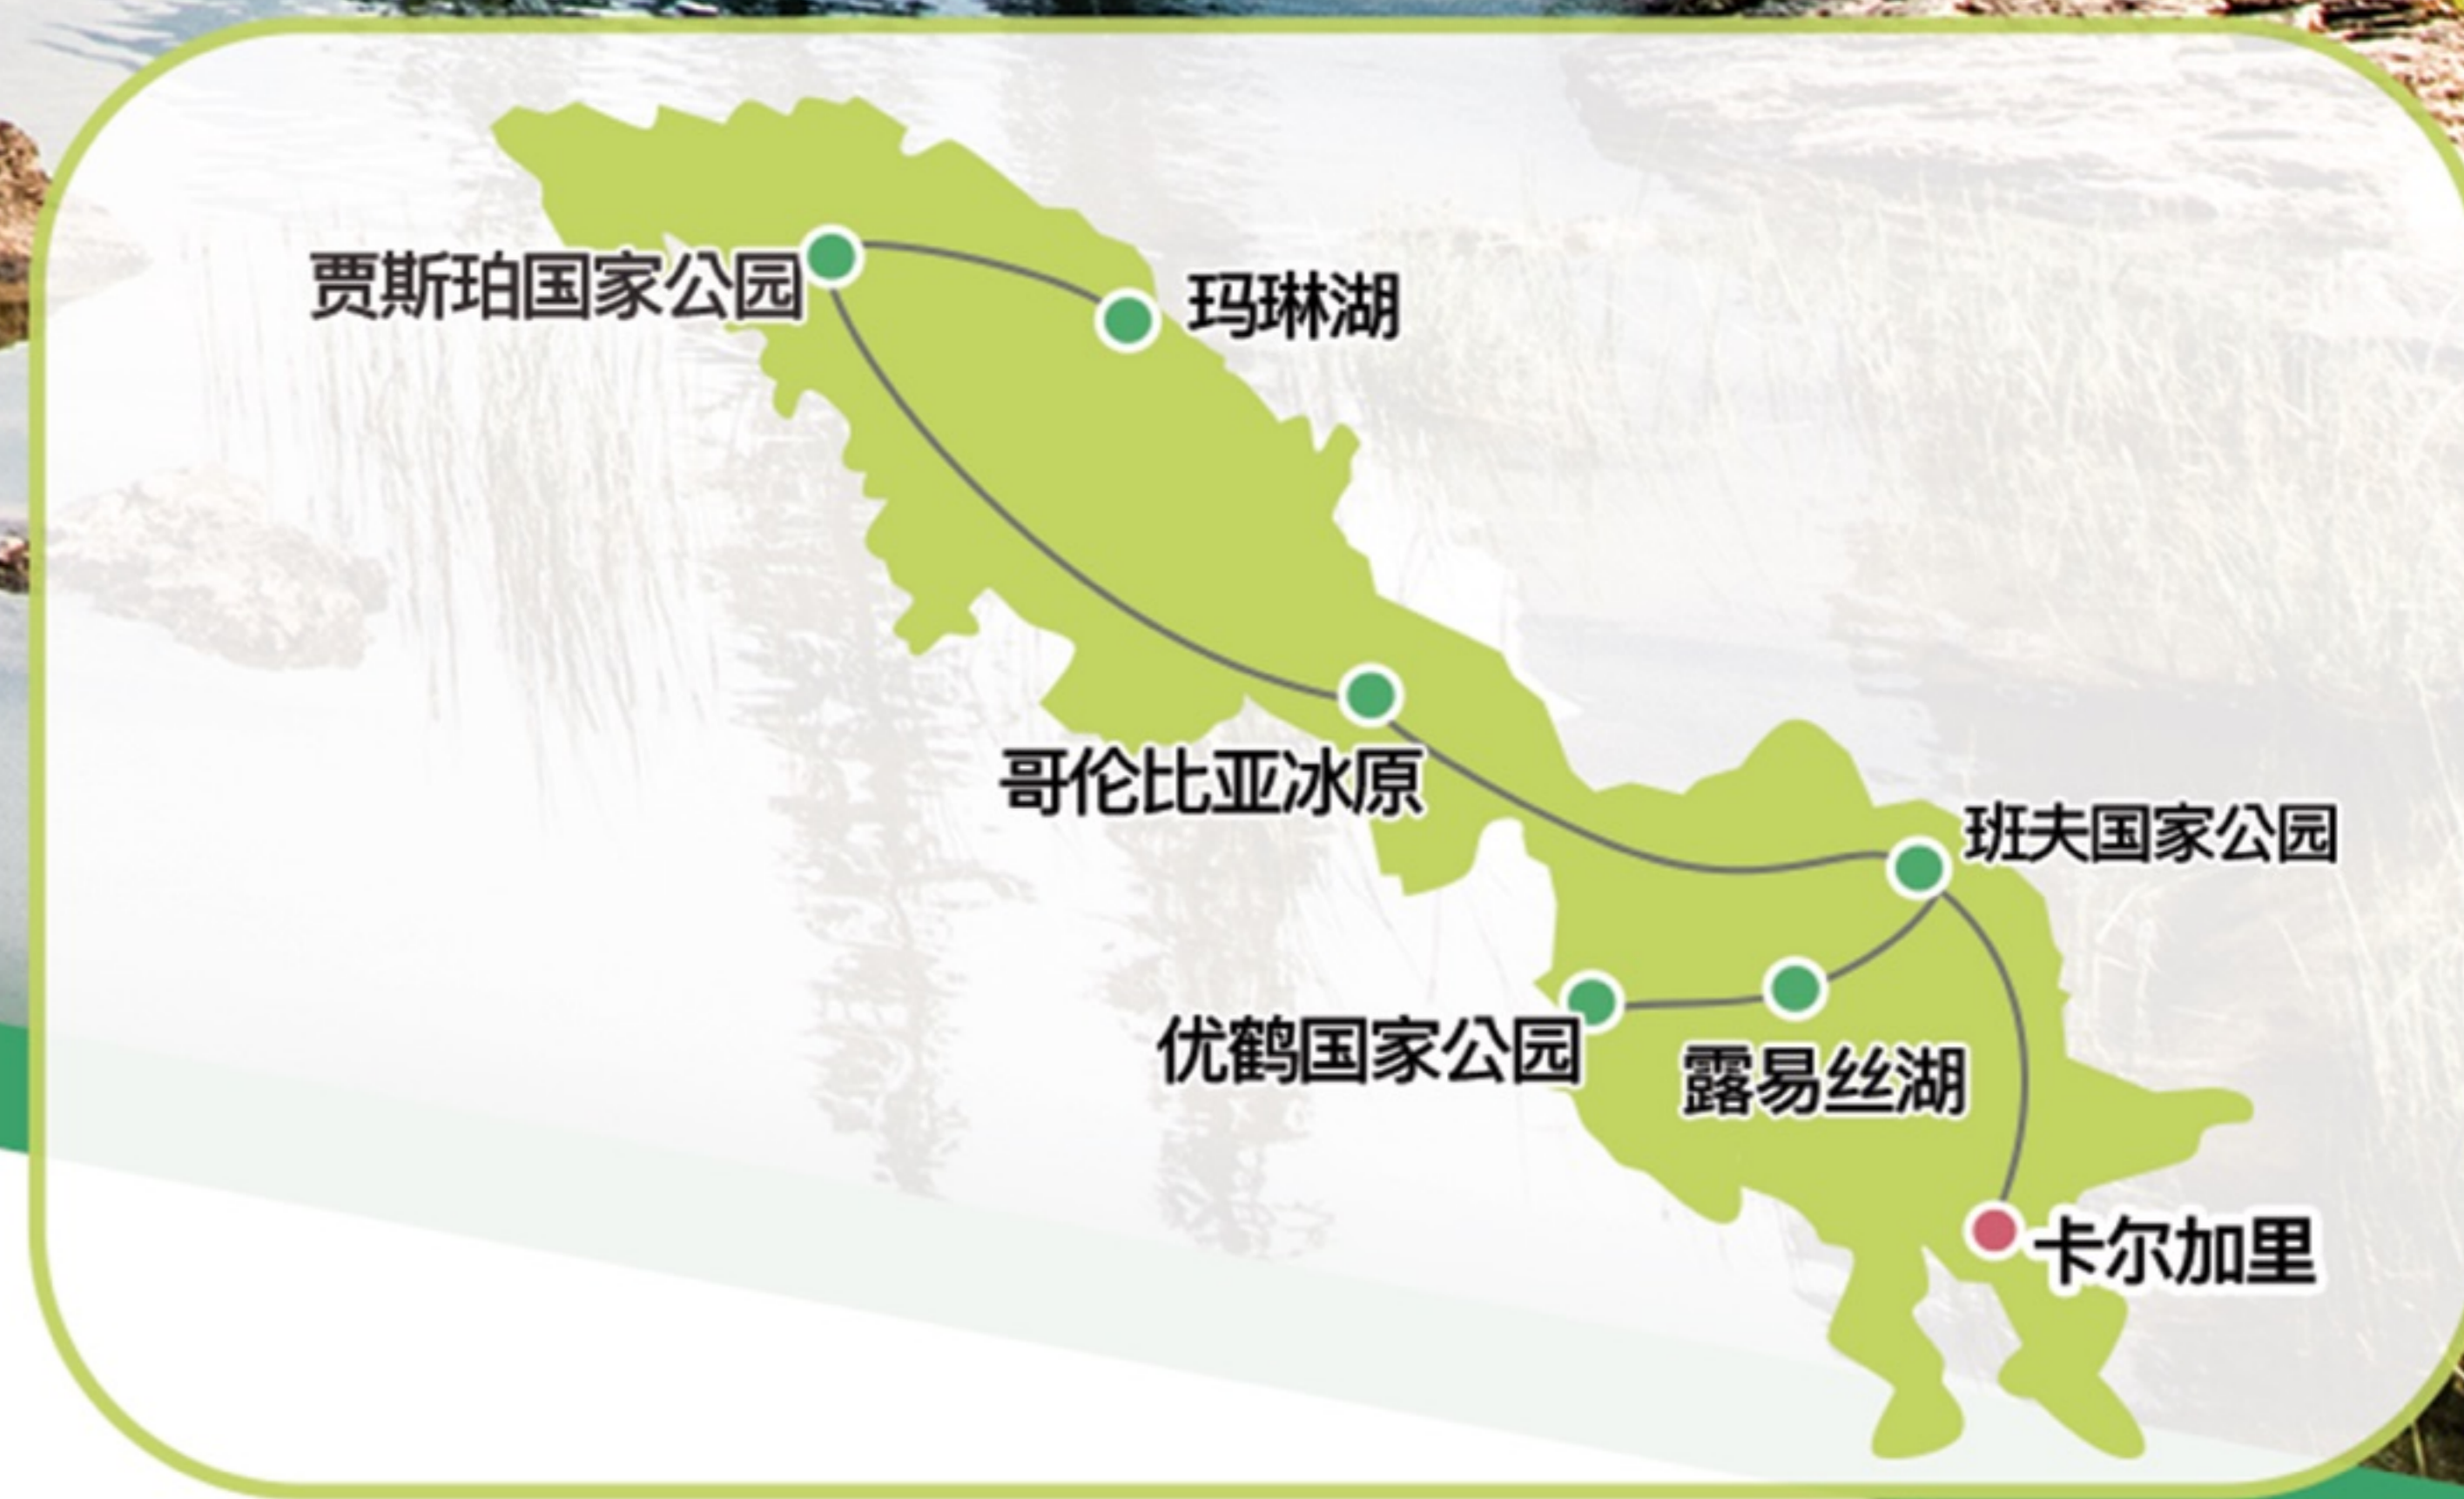 贾斯珀国家公园
玛琳湖
哥伦比亚冰原
班夫国家公园
优鹤国家公园
露易丝湖
卡尔加里